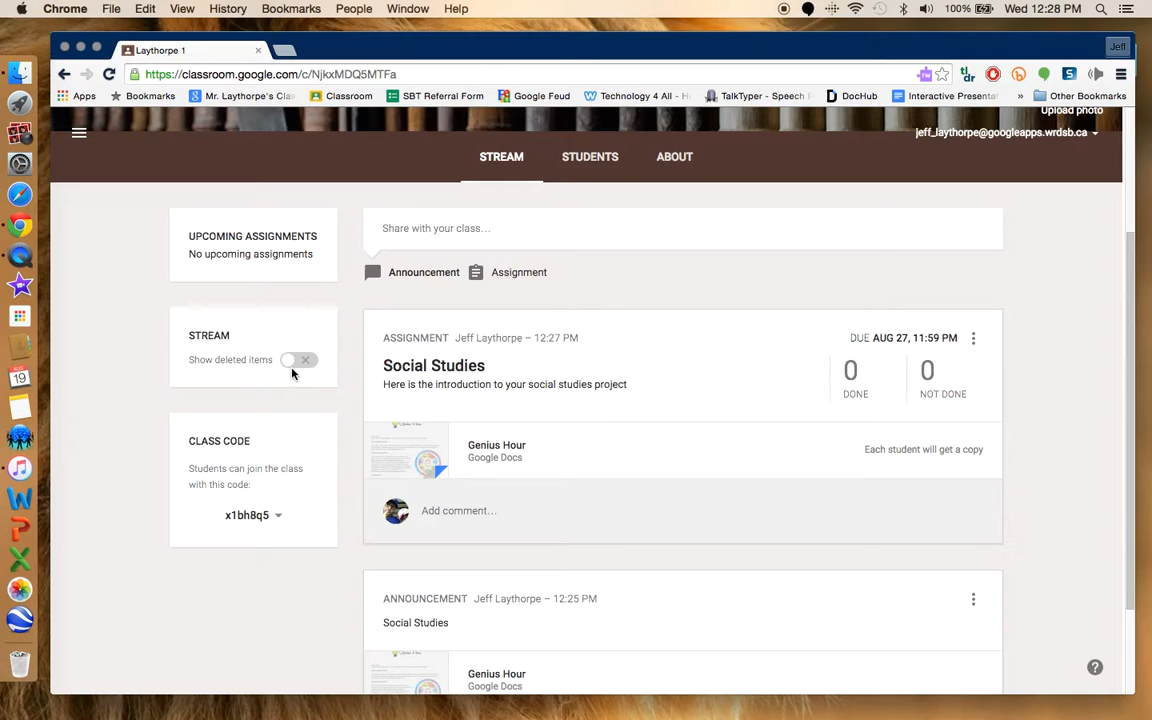 Chrome File Edit View History Bookmarks People Window Help 100% Wed 12:28 PM
Laythorpe 1 Jeff
https://classroom.google.com/c/NjkxMDQ5MTFa
Apps Bookmarks Mr. Laythorpe's Cla Classroom SBT Referral Form Google Feud Technology 4 All - H TalkTyper - Speech DocHub Interactive Presenta » Other Bookmarks
Upload photo
jeff_laythorpe@googleapps.wrdsb.ca
STREAM STUDENTS ABOUT
UPCOMING ASSIGNMENTS
No upcoming assignments
Share with your class...
Announcement Assignment
STREAM
Show deleted items
ASSIGNMENT Jeff Laythorpe – 12:27 PM DUE AUG 27, 11:59 PM
Social Studies
Here is the introduction to your social studies project
0 0
DONE NOT DONE
CLASS CODE
Students can join the class
with this code:
x1bh8q5
Genius Hour
Google Docs
Each student will get a copy
Add comment...
ANNOUNCEMENT Jeff Laythorpe – 12:25 PM
Social Studies
Genius Hour
Google Docs